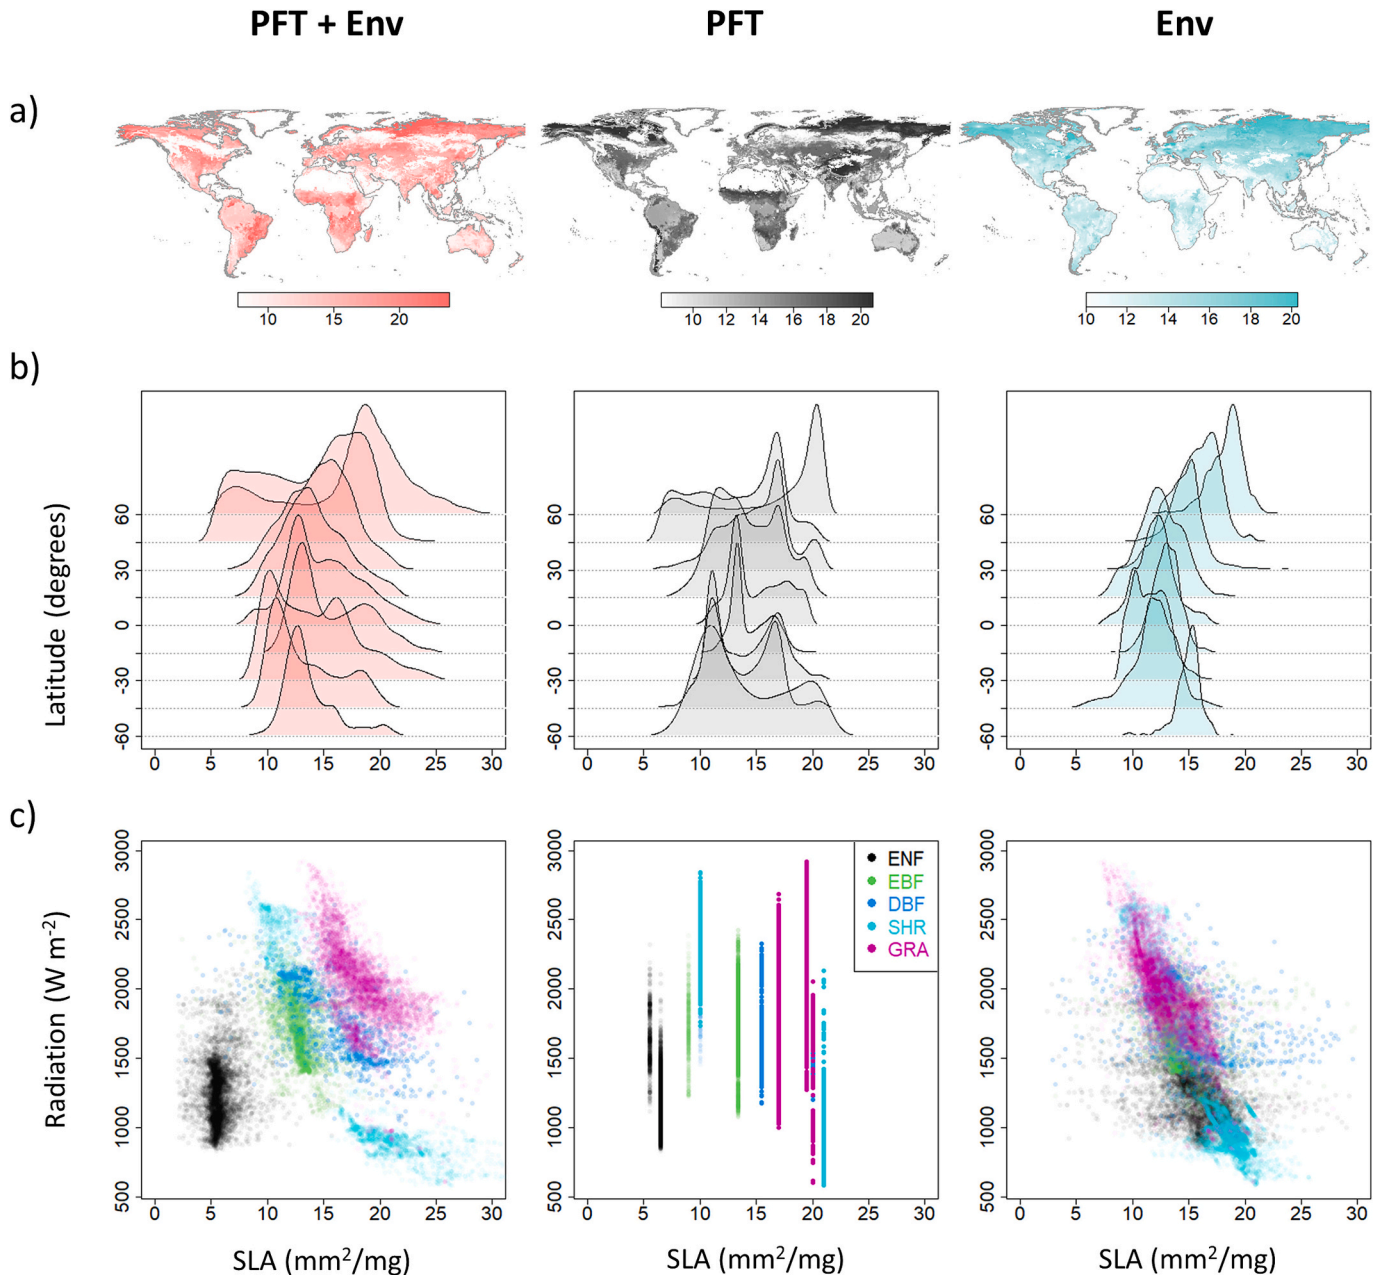 PFT + Env PFT Env
a)
10 15 20 10 12 14 16 18 20 10 12 14 16 18 20
b)
Latitude (degrees)
60 60 60
30 30 30
0 0 0
-30 -30 -30
-60 -60 -60
0 5 10 15 20 25 30 0 5 10 15 20 25 30 0 5 10 15 20 25 30
c)
Radiation (W m-2)
3000 3000 3000
2500 2500 2500
2000 2000 2000
1500 1500 1500
1000 1000 1000
500 500 500
ENF
EBF
DBF
SHR
GRA
0 5 10 15 20 25 30 0 5 10 15 20 25 30 0 5 10 15 20 25 30
SLA (mm2/mg) SLA (mm2/mg) SLA (mm2/mg)